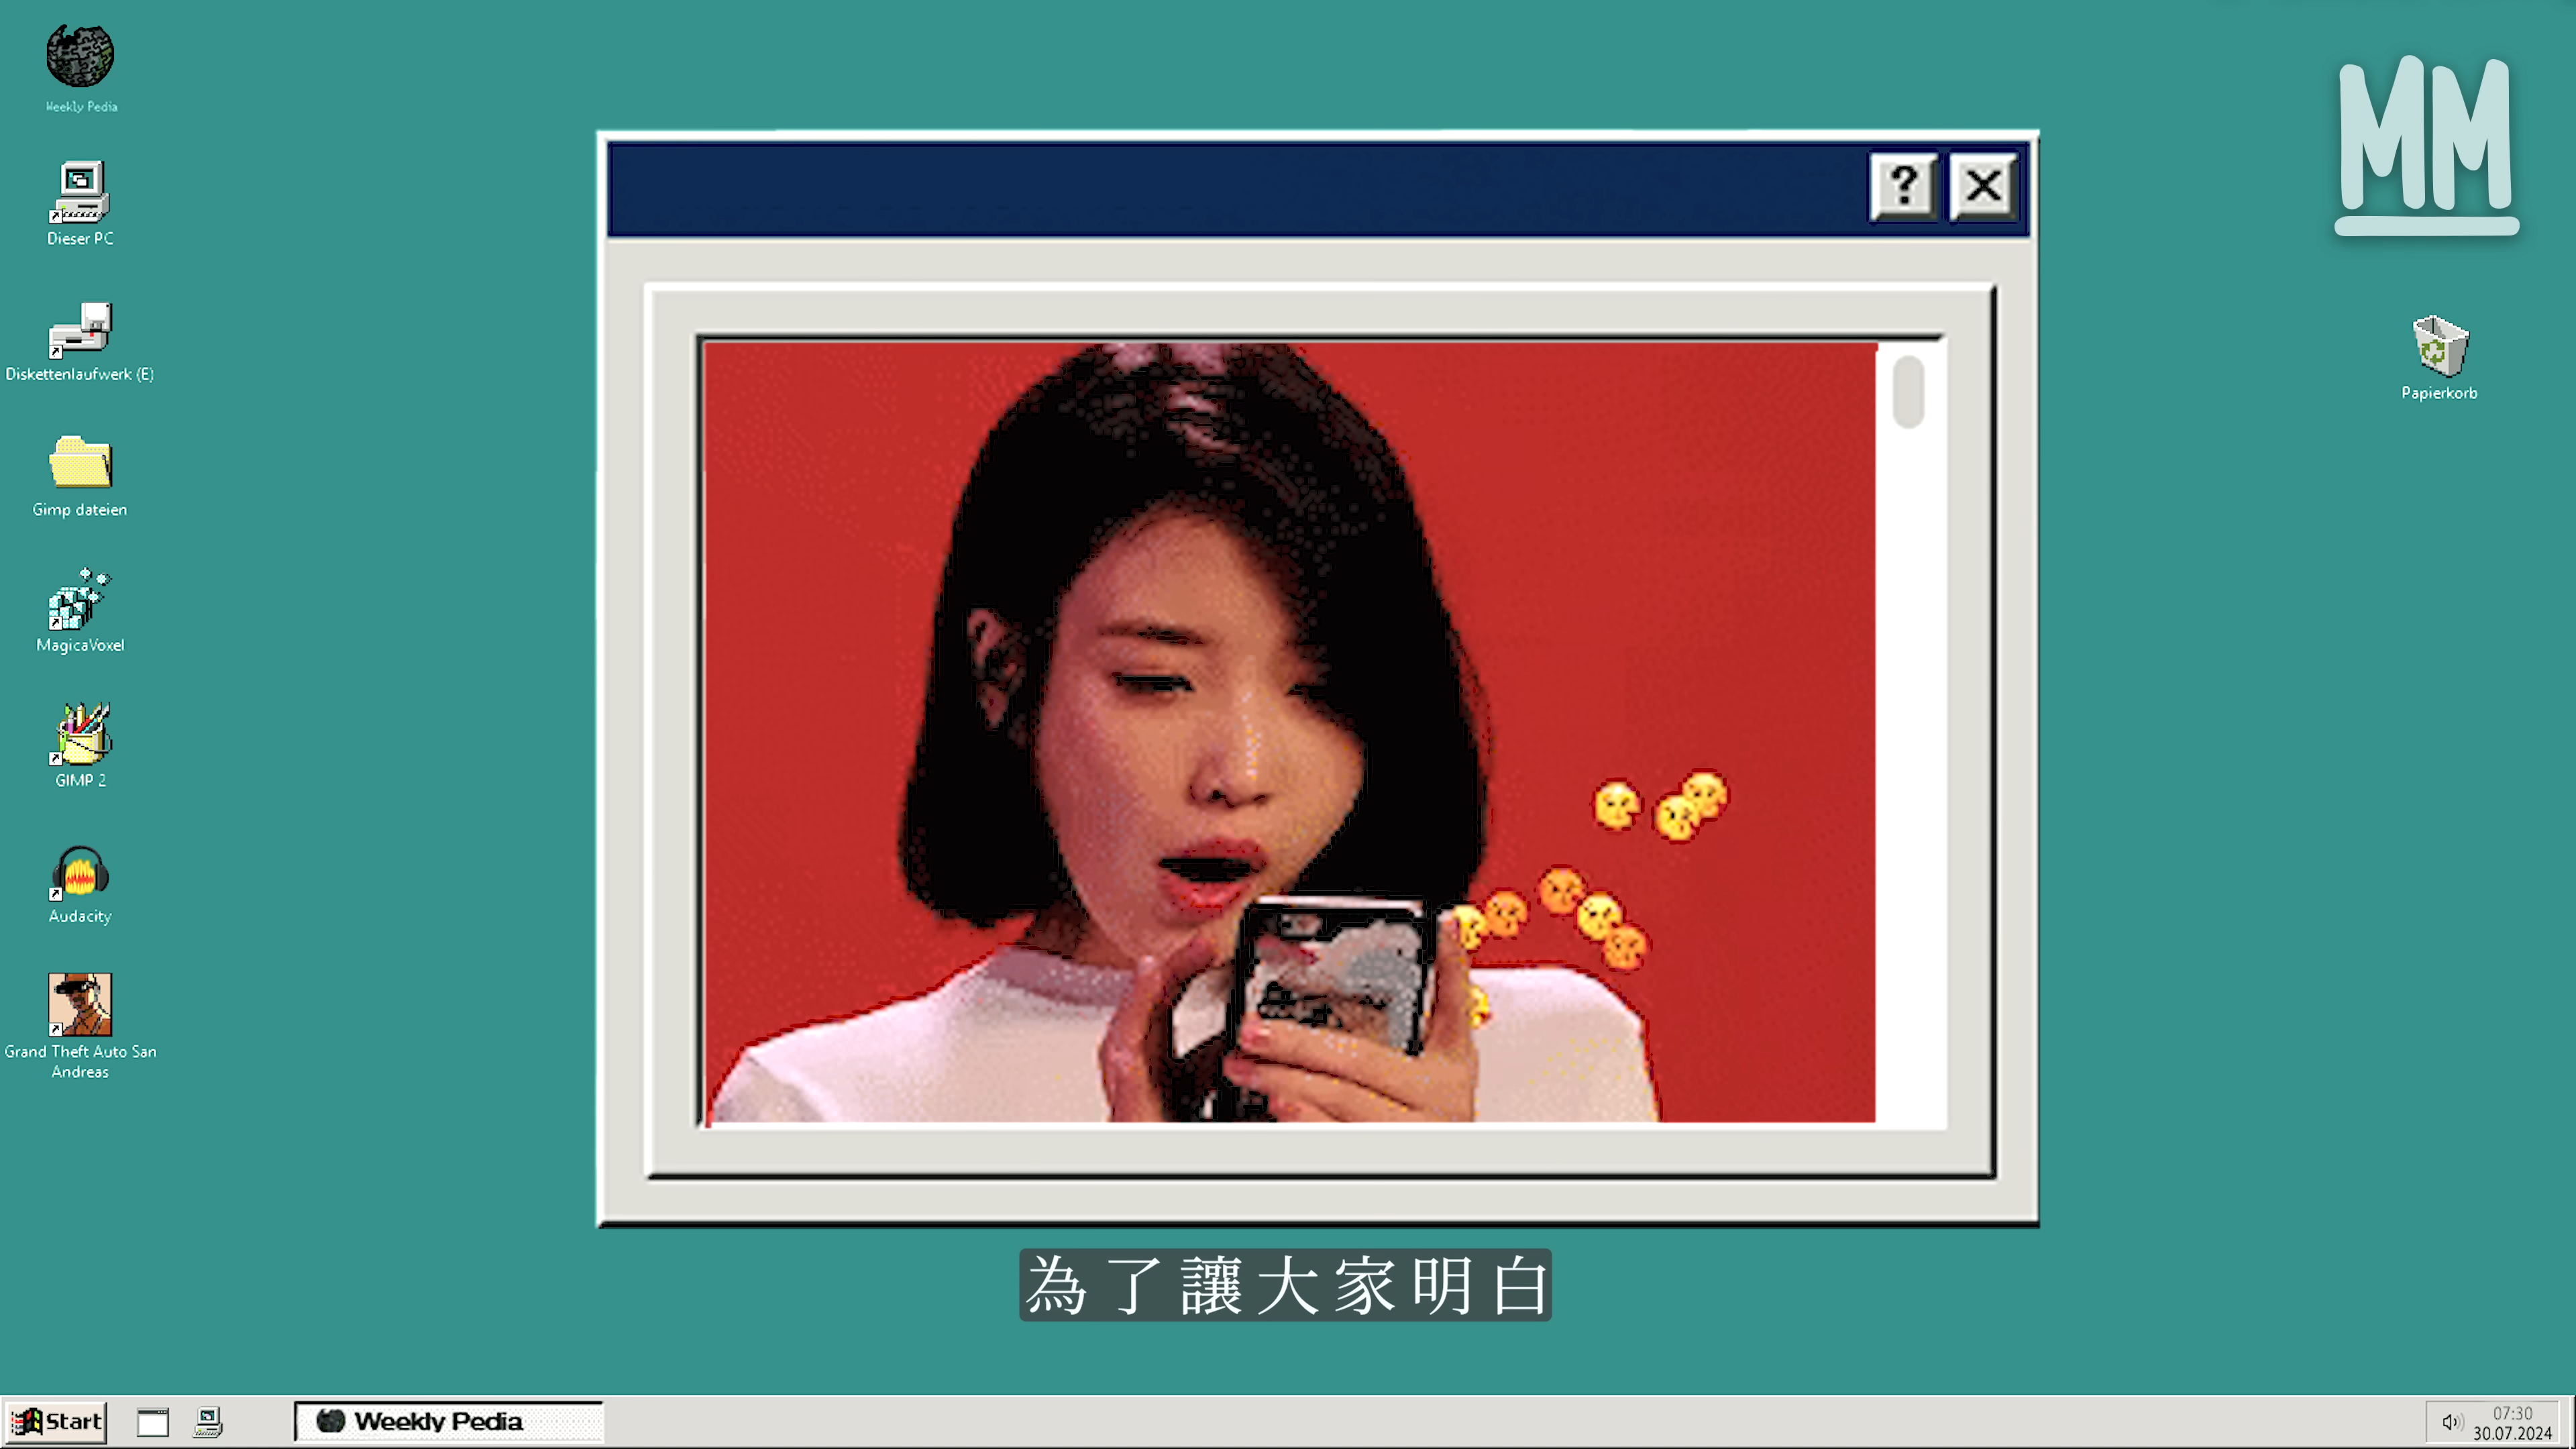 Weekly Pedia
Dieser PC
Diskettenlaufwerk (E)
Gimp dateien
MagicaVoxel
GIMP 2
Audacity
Grand Theft Auto San
Andreas
?
MM
Papierkorb
為了讓大家明白
Start
Weekly Pedia
07:30
30.07.2024